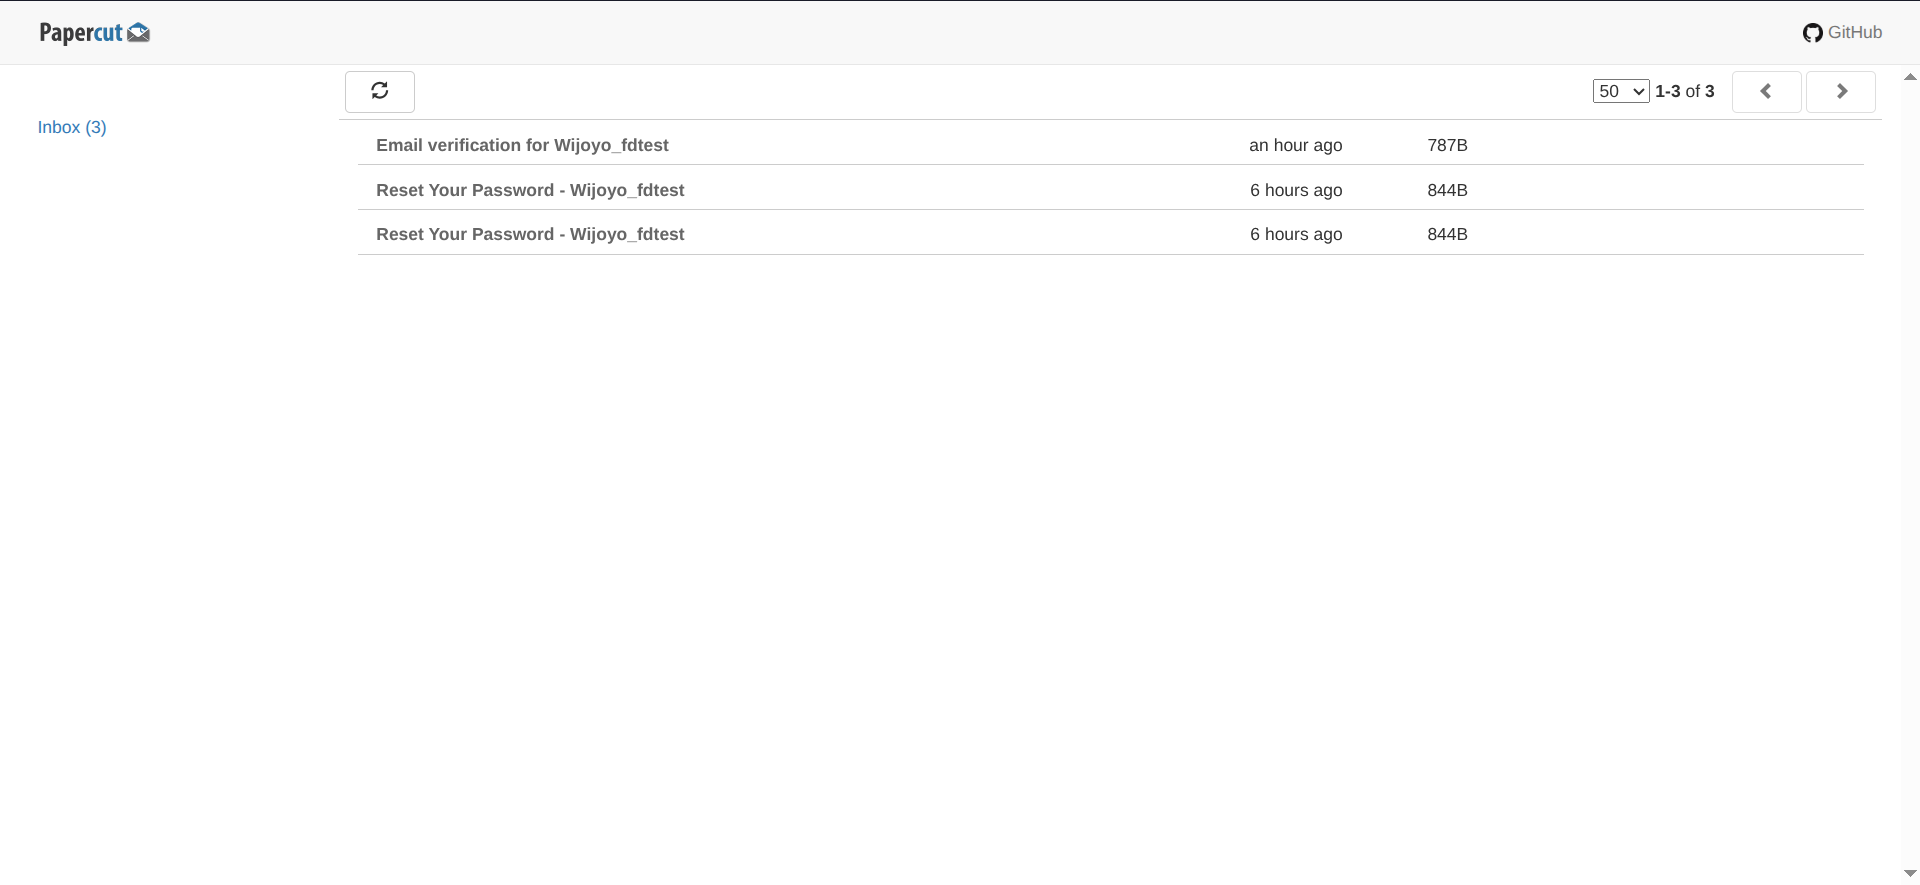 Papercut
GitHub
50 1-3 of 3
Inbox (3)
Email verification for Wijoyo_fdtest an hour ago 787B
Reset Your Password - Wijoyo_fdtest 6 hours ago 844B
Reset Your Password - Wijoyo_fdtest 6 hours ago 844B